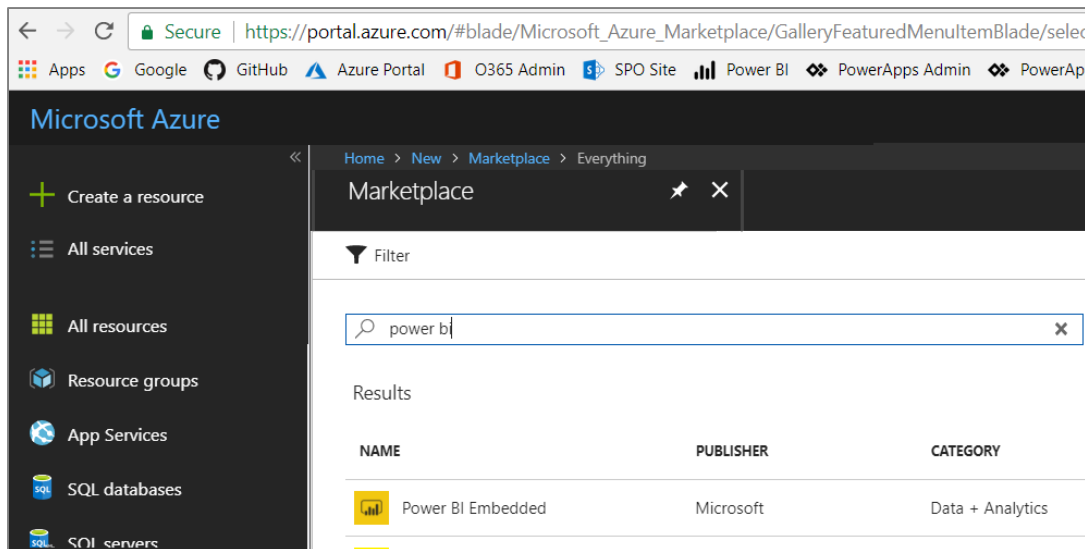 Secure | https://portal.azure.com/#blade/Microsoft_Azure_Marketplace/GalleryFeaturedMenuItemBlade/selec
Apps Google GitHub Azure Portal O365 Admin SPO Site Power BI PowerApps Admin PowerAp
Microsoft Azure
Home > New > Marketplace > Everything
Marketplace
Create a resource
All services
All resources
Resource groups
App Services
SQL databases
SQL servers
Filter
power bi
Results
NAME PUBLISHER CATEGORY
Power BI Embedded Microsoft Data + Analytics